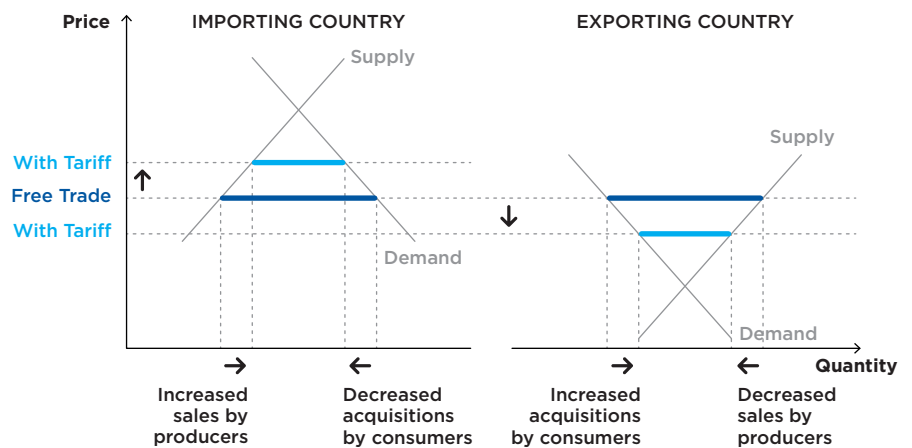 Price
IMPORTING COUNTRY
EXPORTING COUNTRY
Supply
Supply
With Tariff
Free Trade
With Tariff
Demand
Demand
Quantity
Increased
sales by
producers
Decreased
acquisitions
by consumers
Increased
acquisitions
by consumers
Decreased
sales by
producers